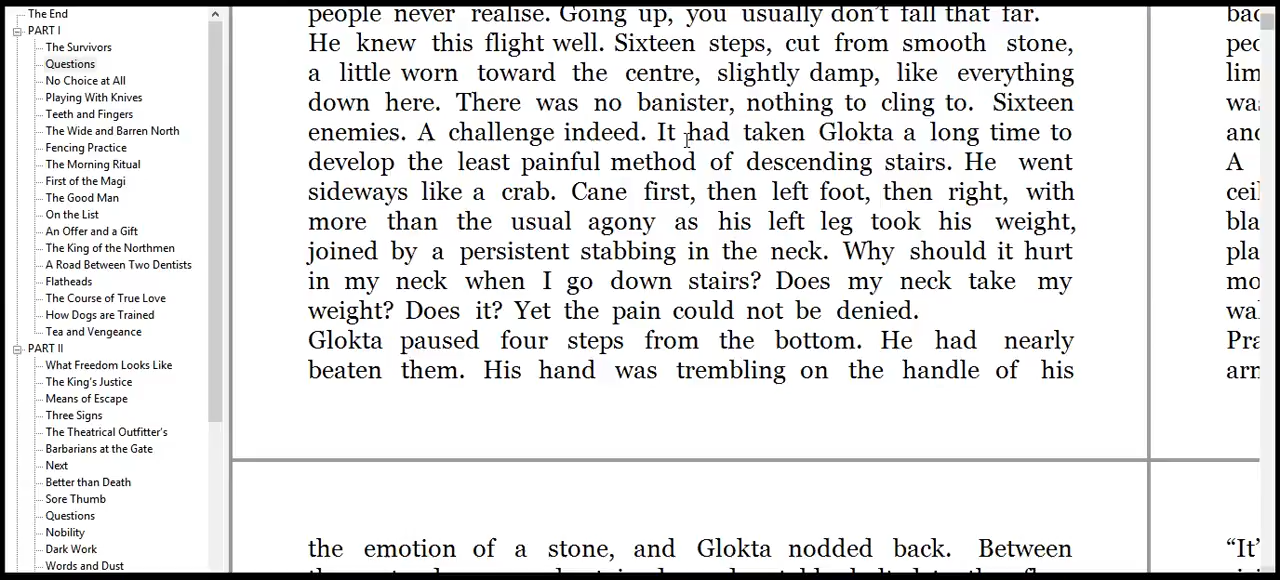 The End
PART I
The Survivors
Questions
No Choice at All
Playing With Knives
Teeth and Fingers
The Wide and Barren North
Fencing Practice
The Morning Ritual
First of the Magi
The Good Man
On the List
An Offer and a Gift
The King of the Northmen
A Road Between Two Dentists
Flatheads
The Course of True Love
How Dogs are Trained
Tea and Vengeance
PART II
What Freedom Looks Like
The King's Justice
Means of Escape
Three Signs
The Theatrical Outfitter's
Barbarians at the Gate
Next
Better than Death
Sore Thumb
Questions
Nobility
Dark Work
Words and Dust
people never realise. Going up, you usually don't fall that far.
He knew this flight well. Sixteen steps, cut from smooth stone,
a little worn toward the centre, slightly damp, like everything
down here. There was no banister, nothing to cling to. Sixteen
enemies. A challenge indeed. It had taken Glokta a long time to
develop the least painful method of descending stairs. He went
sideways like a crab. Cane first, then left foot, then right, with
more than the usual agony as his left leg took his weight,
joined by a persistent stabbing in the neck. Why should it hurt
in my neck when I go down stairs? Does my neck take my
weight? Does it? Yet the pain could not be denied.
Glokta paused four steps from the bottom. He had nearly
beaten them. His hand was trembling on the handle of his
the emotion of a stone, and Glokta nodded back. Between
A
“It’